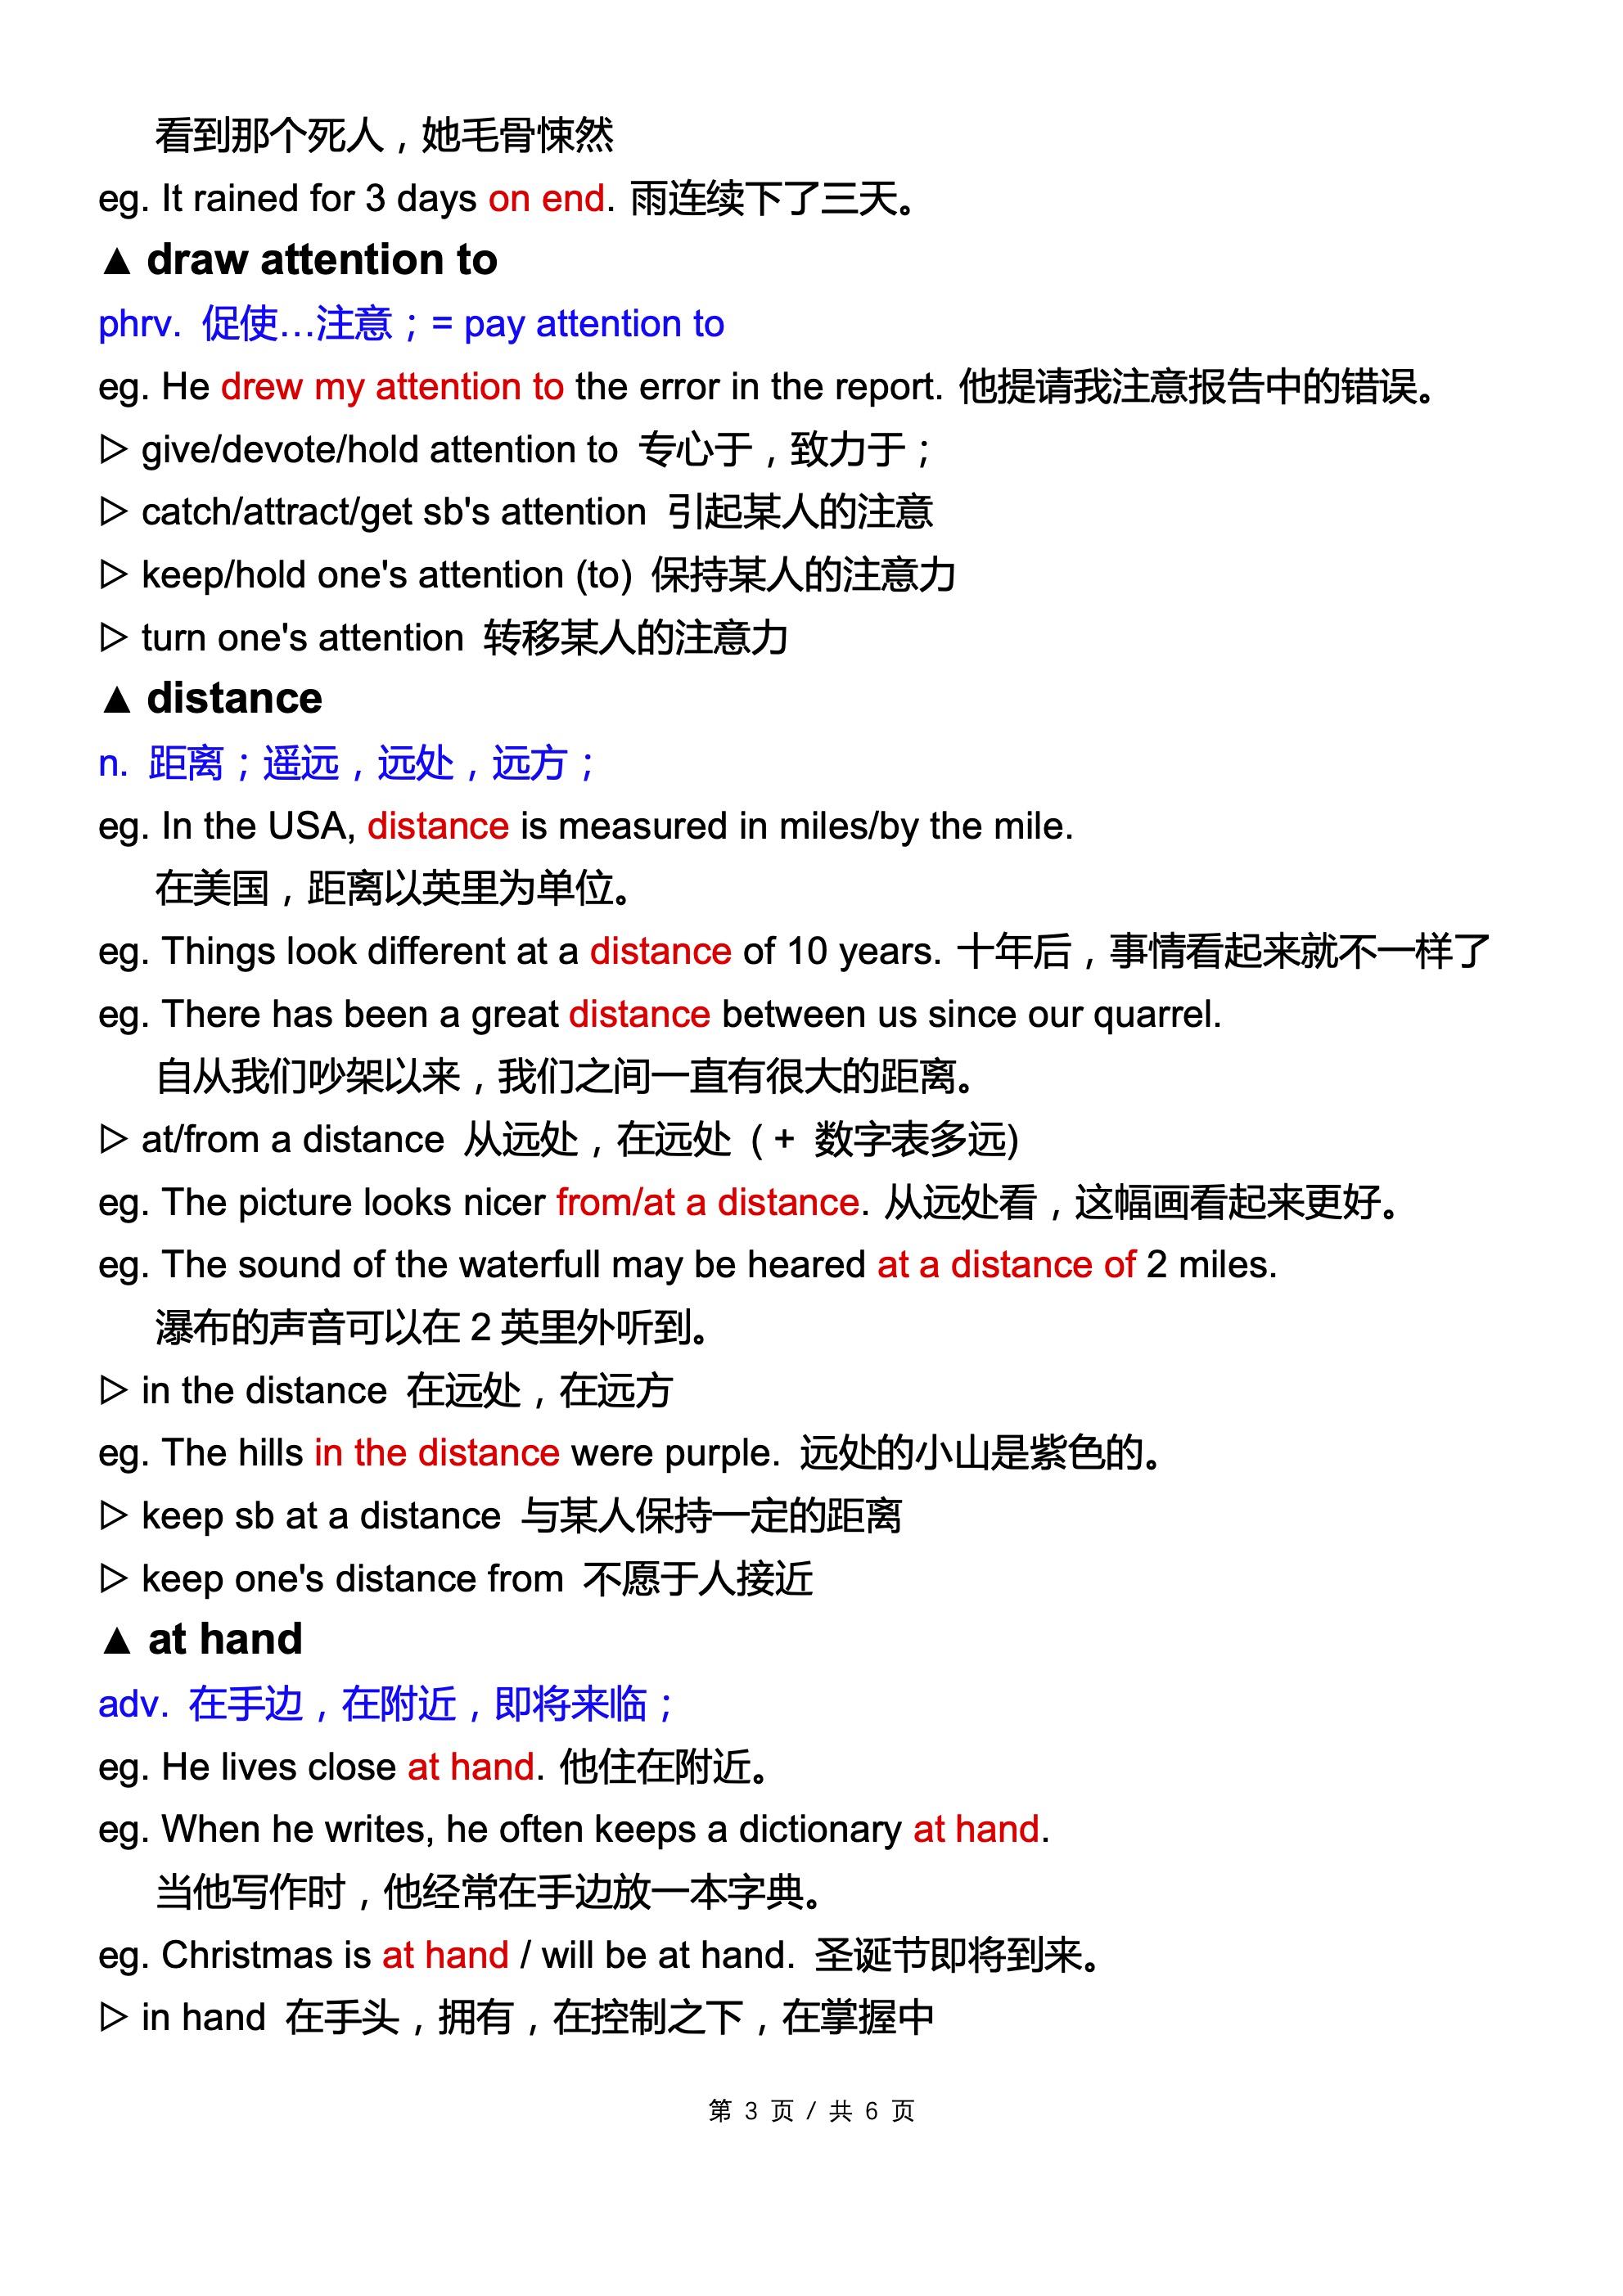 看到那个死人，她毛骨悚然
eg. It rained for 3 days on end. 雨连续下了三天。
▲ draw attention to
phrv. 促使…注意；= pay attention to
eg. He drew my attention to the error in the report. 他提请我注意报告中的错误。
▷ give/devote/hold attention to 专心于，致力于；
▷ catch/attract/get sb's attention 引起某人的注意
▷ keep/hold one's attention (to) 保持某人的注意力
▷ turn one's attention 转移某人的注意力
▲ distance
n. 距离；遥远，远处，远方；
eg. In the USA, distance is measured in miles/by the mile.
在美国，距离以英里为单位。
eg. Things look different at a distance of 10 years. 十年后，事情看起来就不一样了
eg. There has been a great distance between us since our quarrel.
自从我们吵架以来，我们之间一直有很大的距离。
▷ at/from a distance 从远处，在远处（+ 数字表多远)
eg. The picture looks nicer from/at a distance. 从远处看，这幅画看起来更好。
eg. The sound of the waterfull may be heared at a distance of 2 miles.
瀑布的声音可以在 2 英里外听到。
▷ in the distance 在远处，在远方
eg. The hills in the distance were purple. 远处的小山是紫色的。
▷ keep sb at a distance 与某人保持一定的距离
▷ keep one's distance from 不愿于人接近
▲ at hand
adv. 在手边，在附近，即将来临；
eg. He lives close at hand. 他住在附近。
eg. When he writes, he often keeps a dictionary at hand.
当他写作时，他经常在手边放一本字典。
eg. Christmas is at hand / will be at hand. 圣诞节即将到来。
▷ in hand 在手头，拥有，在控制之下，在掌握中
第 3 页 / 共 6 页